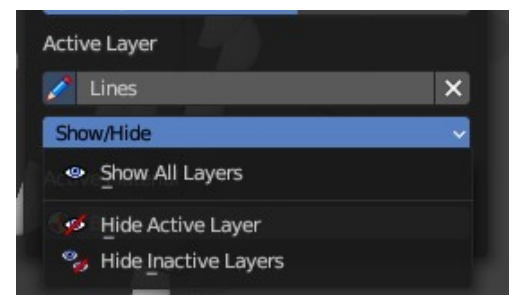 Active Layer
Lines
Show/Hide
Show All Layers
Hide Active Layer
Hide Inactive Layers